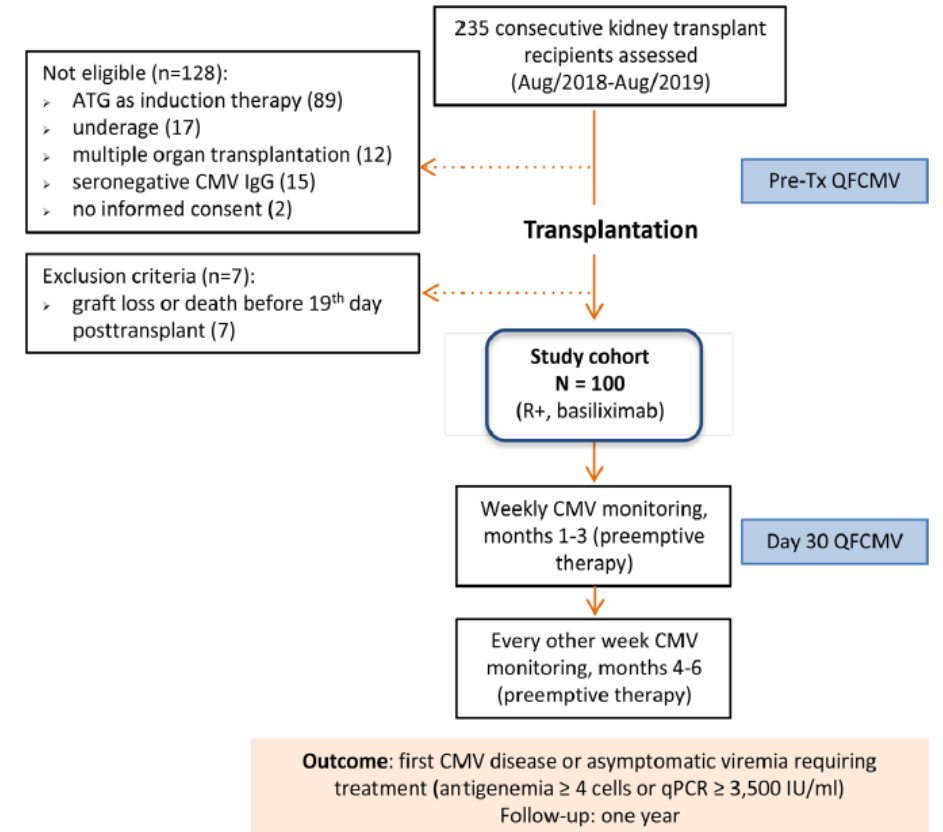 235 consecutive kidney transplant
recipients assessed
(Aug/2018-Aug/2019)
Not eligible (n=128):
➢ ATG as induction therapy (89)
➢ underage (17)
➢ multiple organ transplantation (12)
➢ seronegative CMV IgG (15)
➢ no informed consent (2)
Pre-Tx QFCMV
Transplantation
Exclusion criteria (n=7):
➢ graft loss or death before 19th day
posttransplant (7)
Study cohort
N = 100
(R+, basiliximab)
Weekly CMV monitoring,
months 1-3 (preemptive
therapy)
Day 30 QFCMV
Every other week CMV
monitoring, months 4-6
(preemptive therapy)
Outcome: first CMV disease or asymptomatic viremia requiring
treatment (antigenemia ≥ 4 cells or qPCR ≥ 3,500 IU/ml)
Follow-up: one year